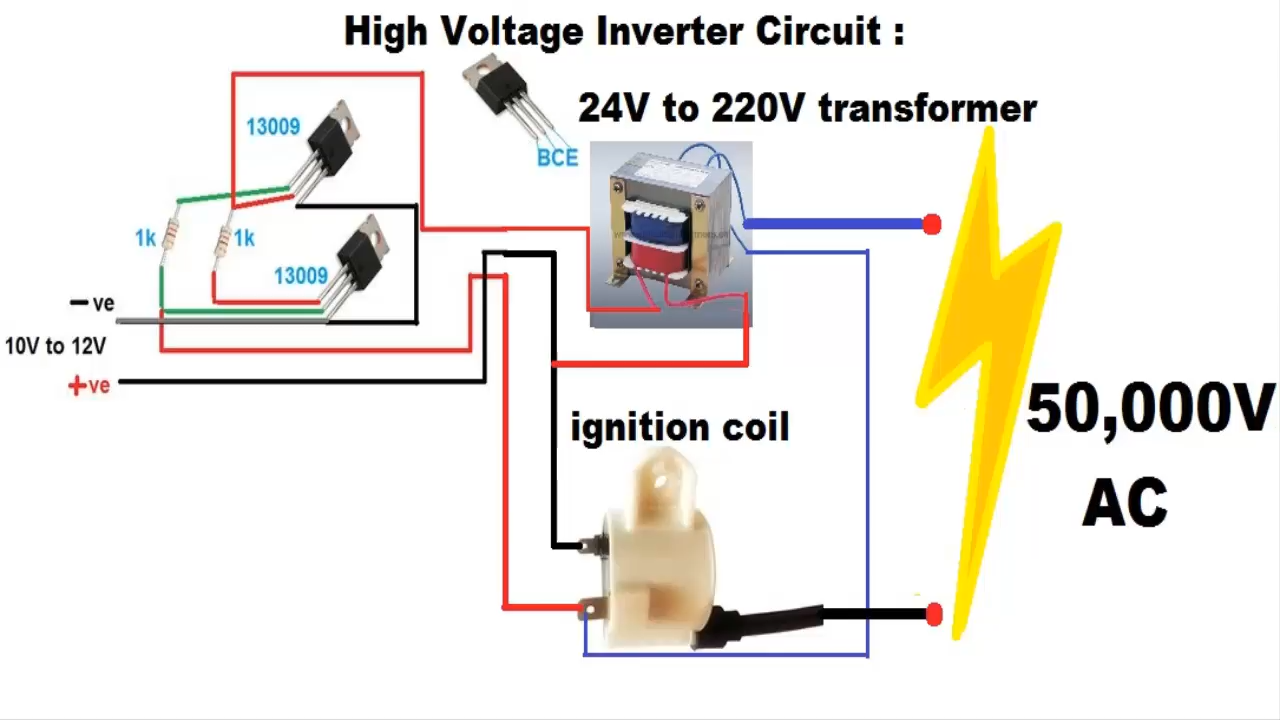 High Voltage Inverter Circuit :
24V to 220V transformer
13009
BCE
1k
1k
13009
– ve
10V to 12V
+ve
ignition coil
50,000V
AC